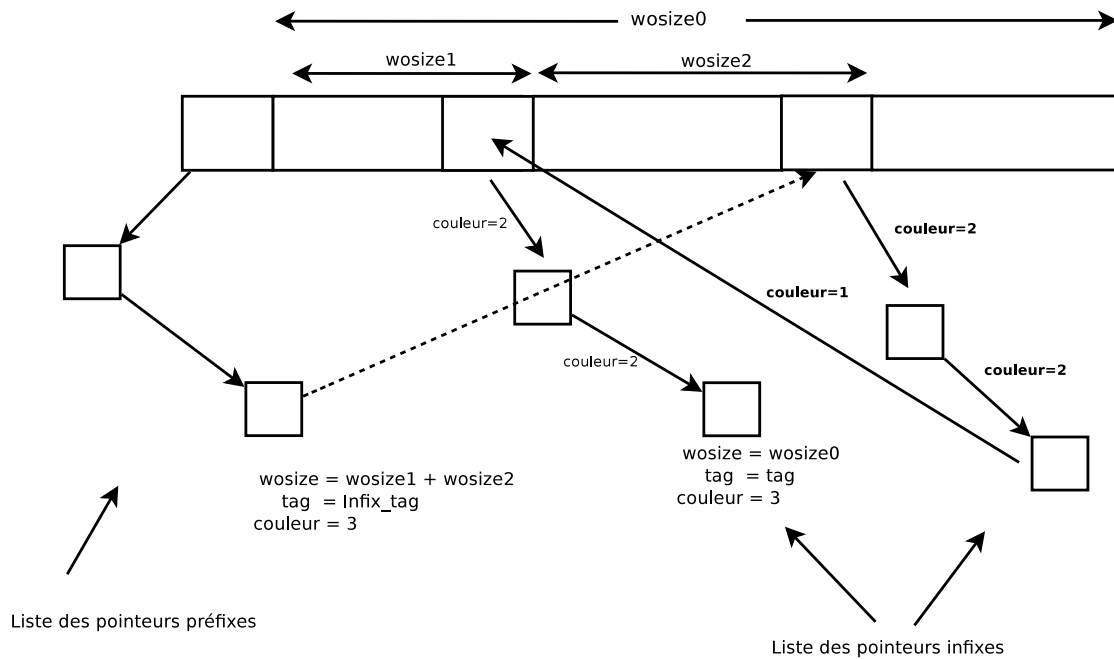 wosize0
wosize1
wosize2
couleur=2
couleur=2
couleur=1
couleur=2
couleur=2
wosize = wosize1 + wosize2
tag = Infix_tag
couleur = 3
wosize = wosize0
tag = tag
couleur = 3
Liste des pointeurs préfixes
Liste des pointeurs infixes